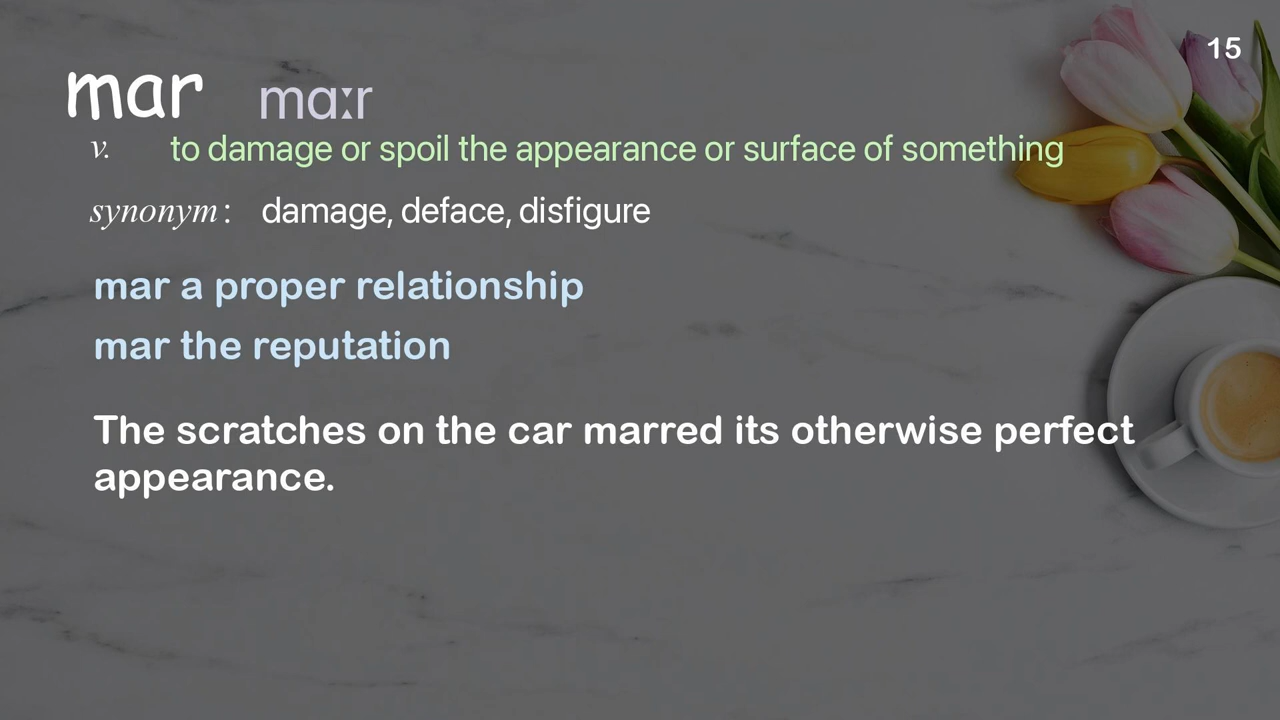 15
mar mɑːr
v. to damage or spoil the appearance or surface of something
synonym: damage, deface, disfigure
mar a proper relationship
mar the reputation
The scratches on the car marred its otherwise perfect
appearance.